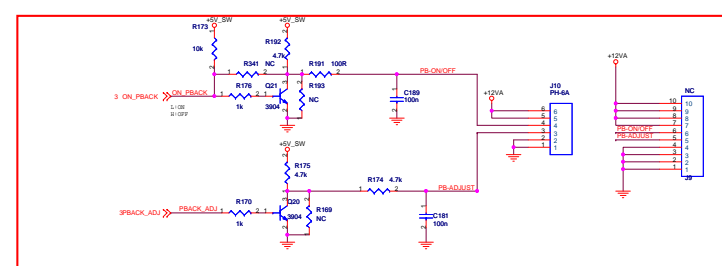 +5V_SW +5V_SW
R173
10k
R192
4.7k
R341 NC
R191 100R
PB-ON/OFF
3 ON_PBACK ON_PBACK
L:ON
H:OFF
R176
1k
Q21
3904
R193
NC
C189
100n
+12VA
J10
PH-6A
6 6
5 5
4 4
3 3
2 2
1 1
+12VA
NC
10 10
9 9
8 8
7 7
PB-ON/OFF 6 6
PB-ADJUST 5 5
4 4
3 3
2 2
1 1
J9
+5V_SW
R175
4.7k
R174 4.7k
PB-ADJUST
3PBACK_ADJ PBACK_ADJ
R170
1k
Q20
3904
R169
NC
C181
100n